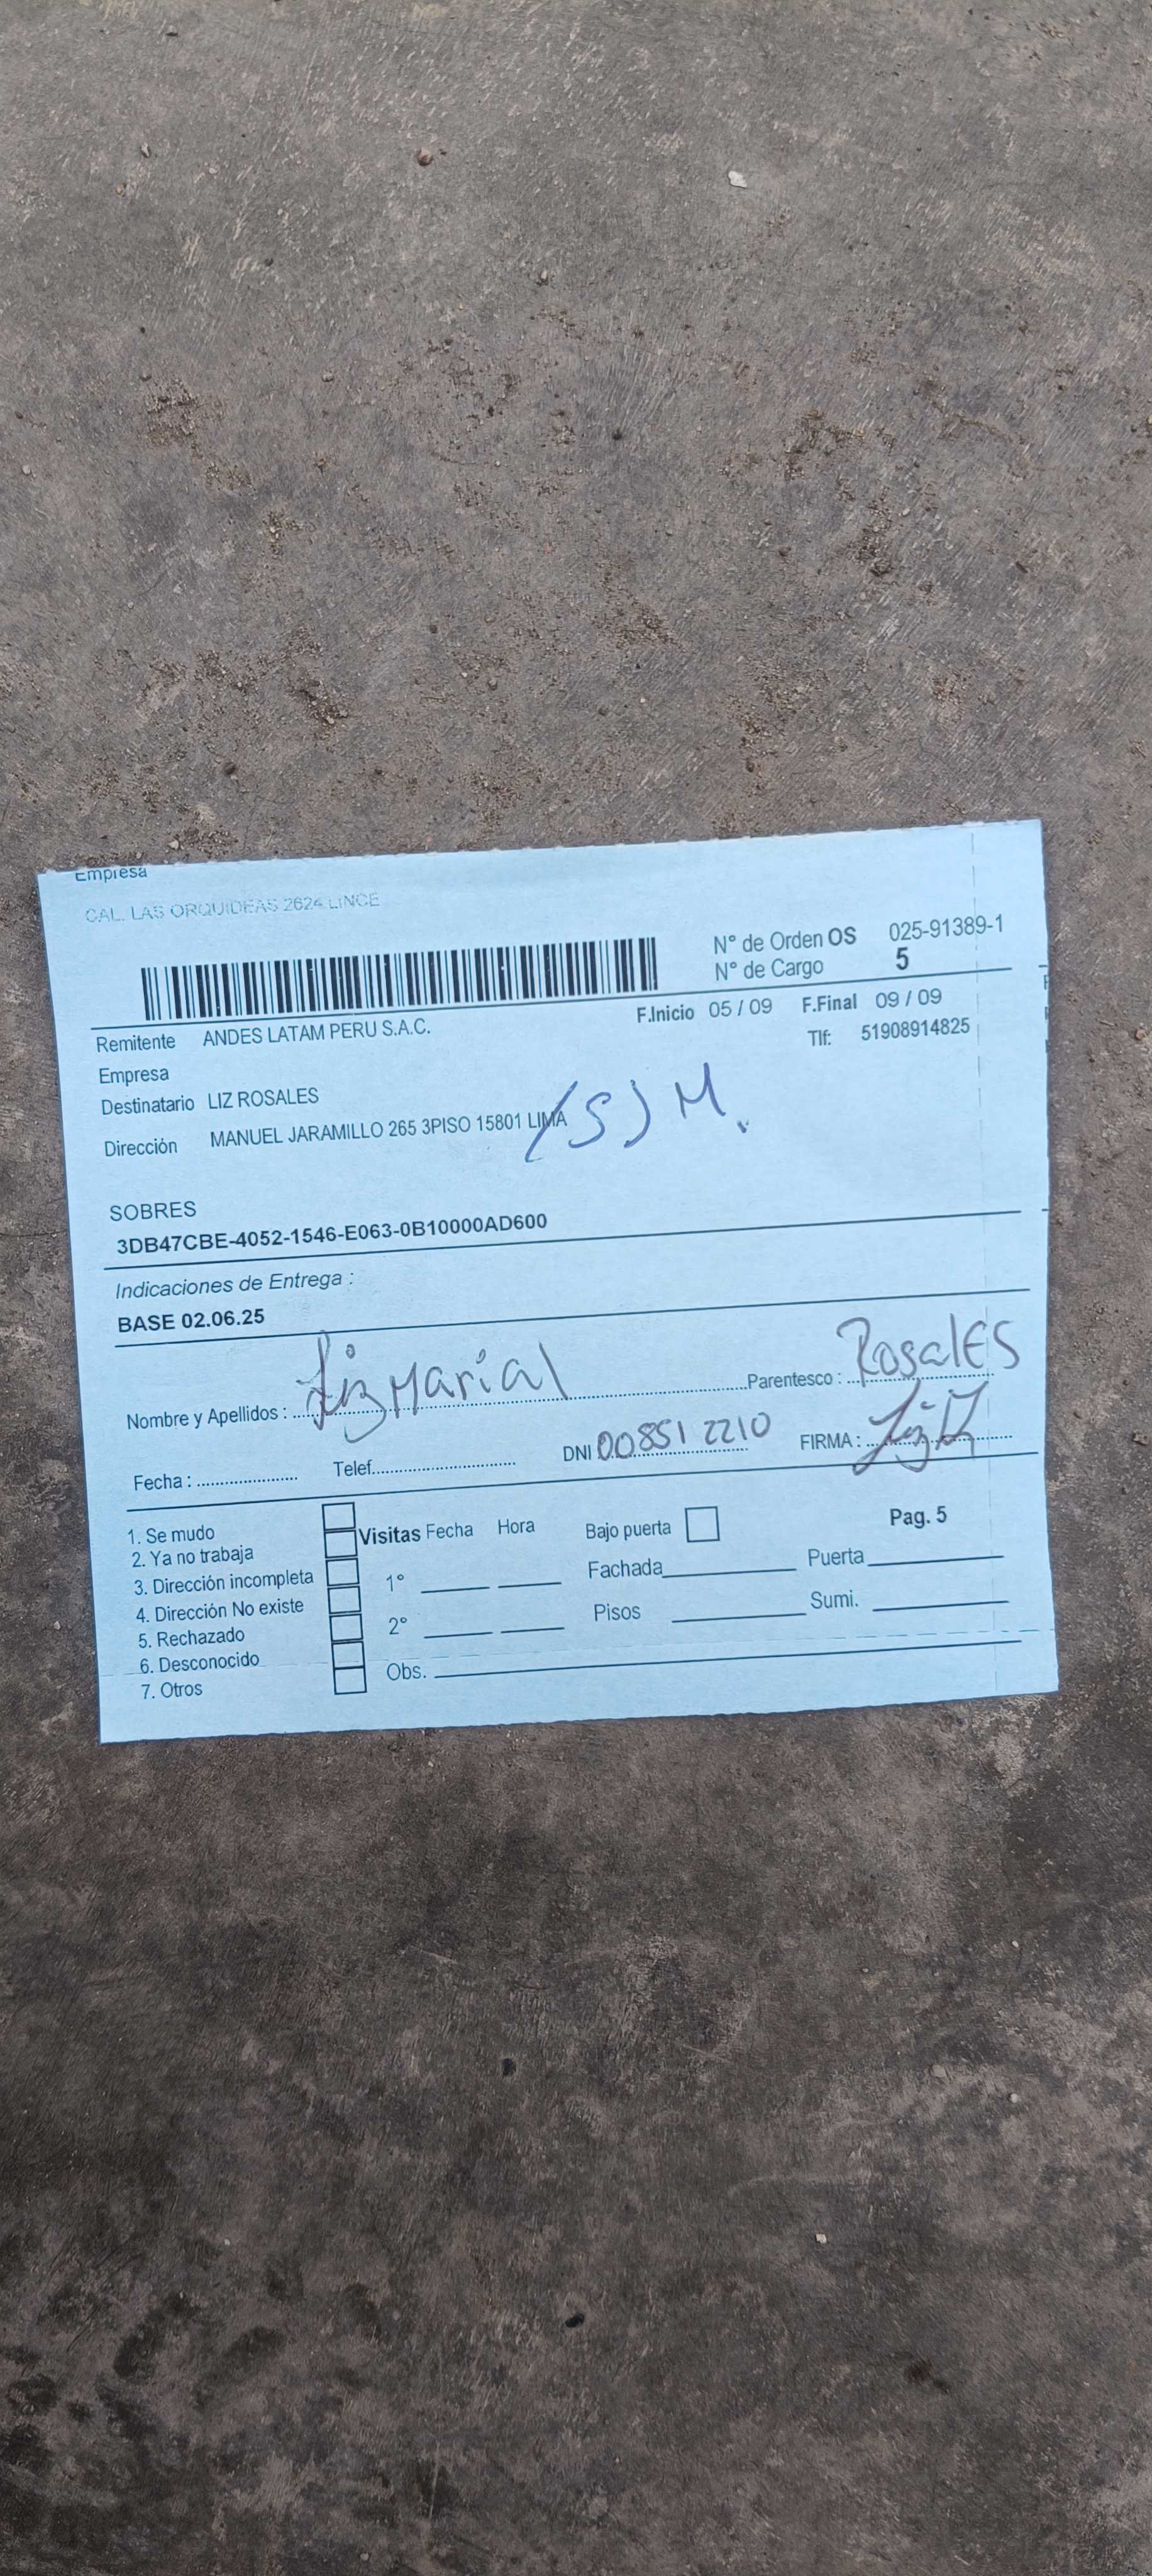 Empresa
CAL. LAS ORQUIDEAS 2624 LINCE
N° de Orden OS 025-91389-1
N° de Cargo 5
F.Inicio 05 / 09 F.Final 09 / 09
Remitente ANDES LATAM PERU S.A.C.
Tlf: 51908914825
Empresa
Destinatario LIZ ROSALES
Dirección MANUEL JARAMILLO 265 3PISO 15801 LIMA
(S) M.
SOBRES
3DB47CBE-4052-1546-E063-0B10000AD600
Indicaciones de Entrega :
BASE 02.06.25
Nombre y Apellidos : Liz Marial Parentesco : Rosales
Fecha : Telef. DNI 008512210 FIRMA :
1. Se mudo
2. Ya no trabaja
3. Dirección incompleta
4. Dirección No existe
5. Rechazado
6. Desconocido
7. Otros
Visitas Fecha Hora
1°
2°
Obs.
Bajo puerta
Fachada
Pisos
Pag. 5
Puerta
Sumi.